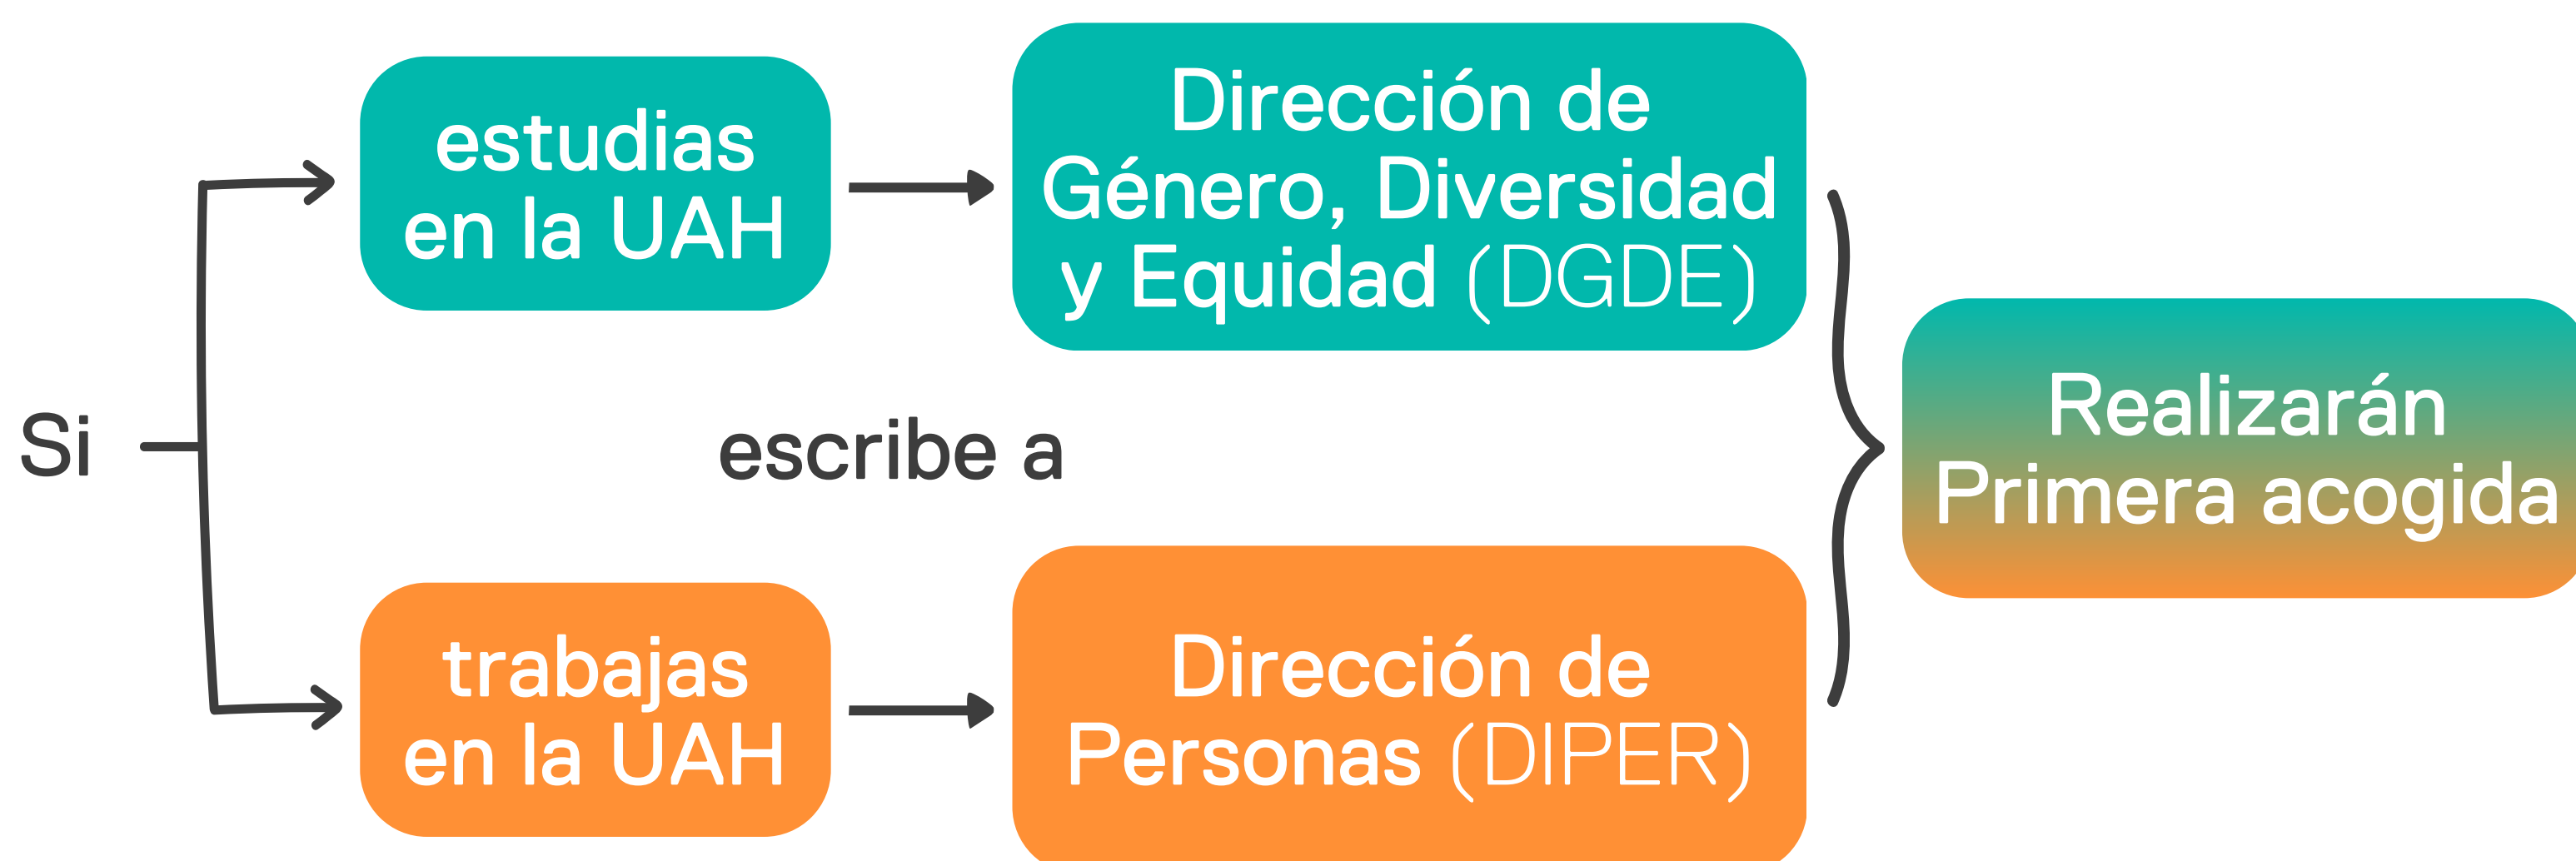 Si
estudias
en la UAH
escribe a
Dirección de
Género, Diversidad
y Equidad (DGDE)
trabajas
en la UAH
Dirección de
Personas (DIPER)
Realizarán
Primera acogida